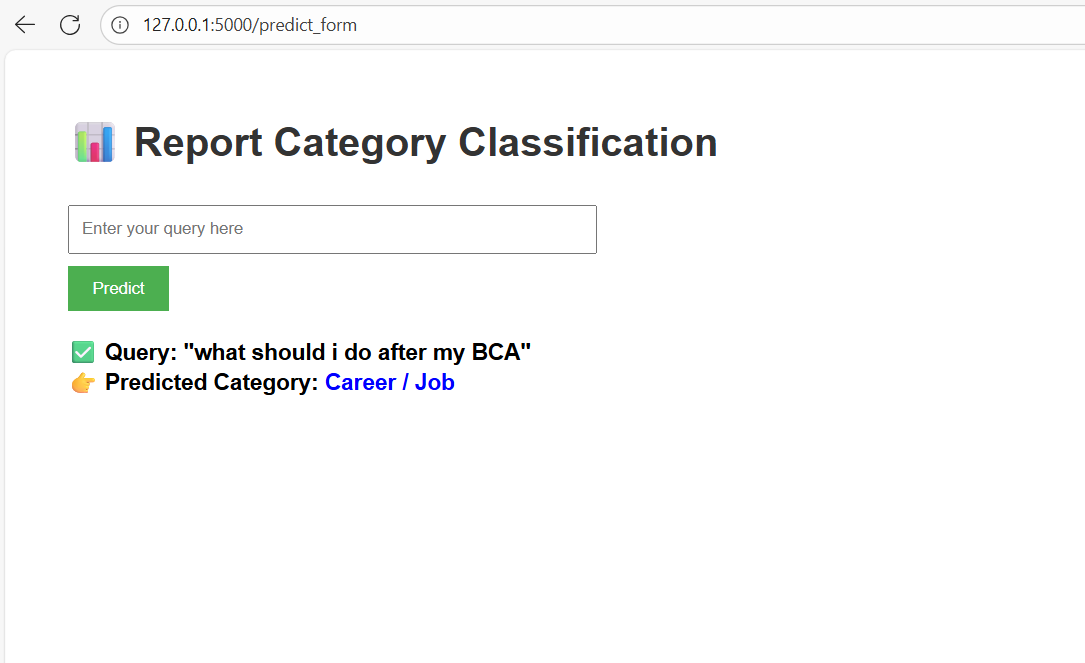 127.0.0.1:5000/predict_form
📊 Report Category Classification
Enter your query here
Predict
✅ Query: "what should i do after my BCA"
👉 Predicted Category: Career / Job